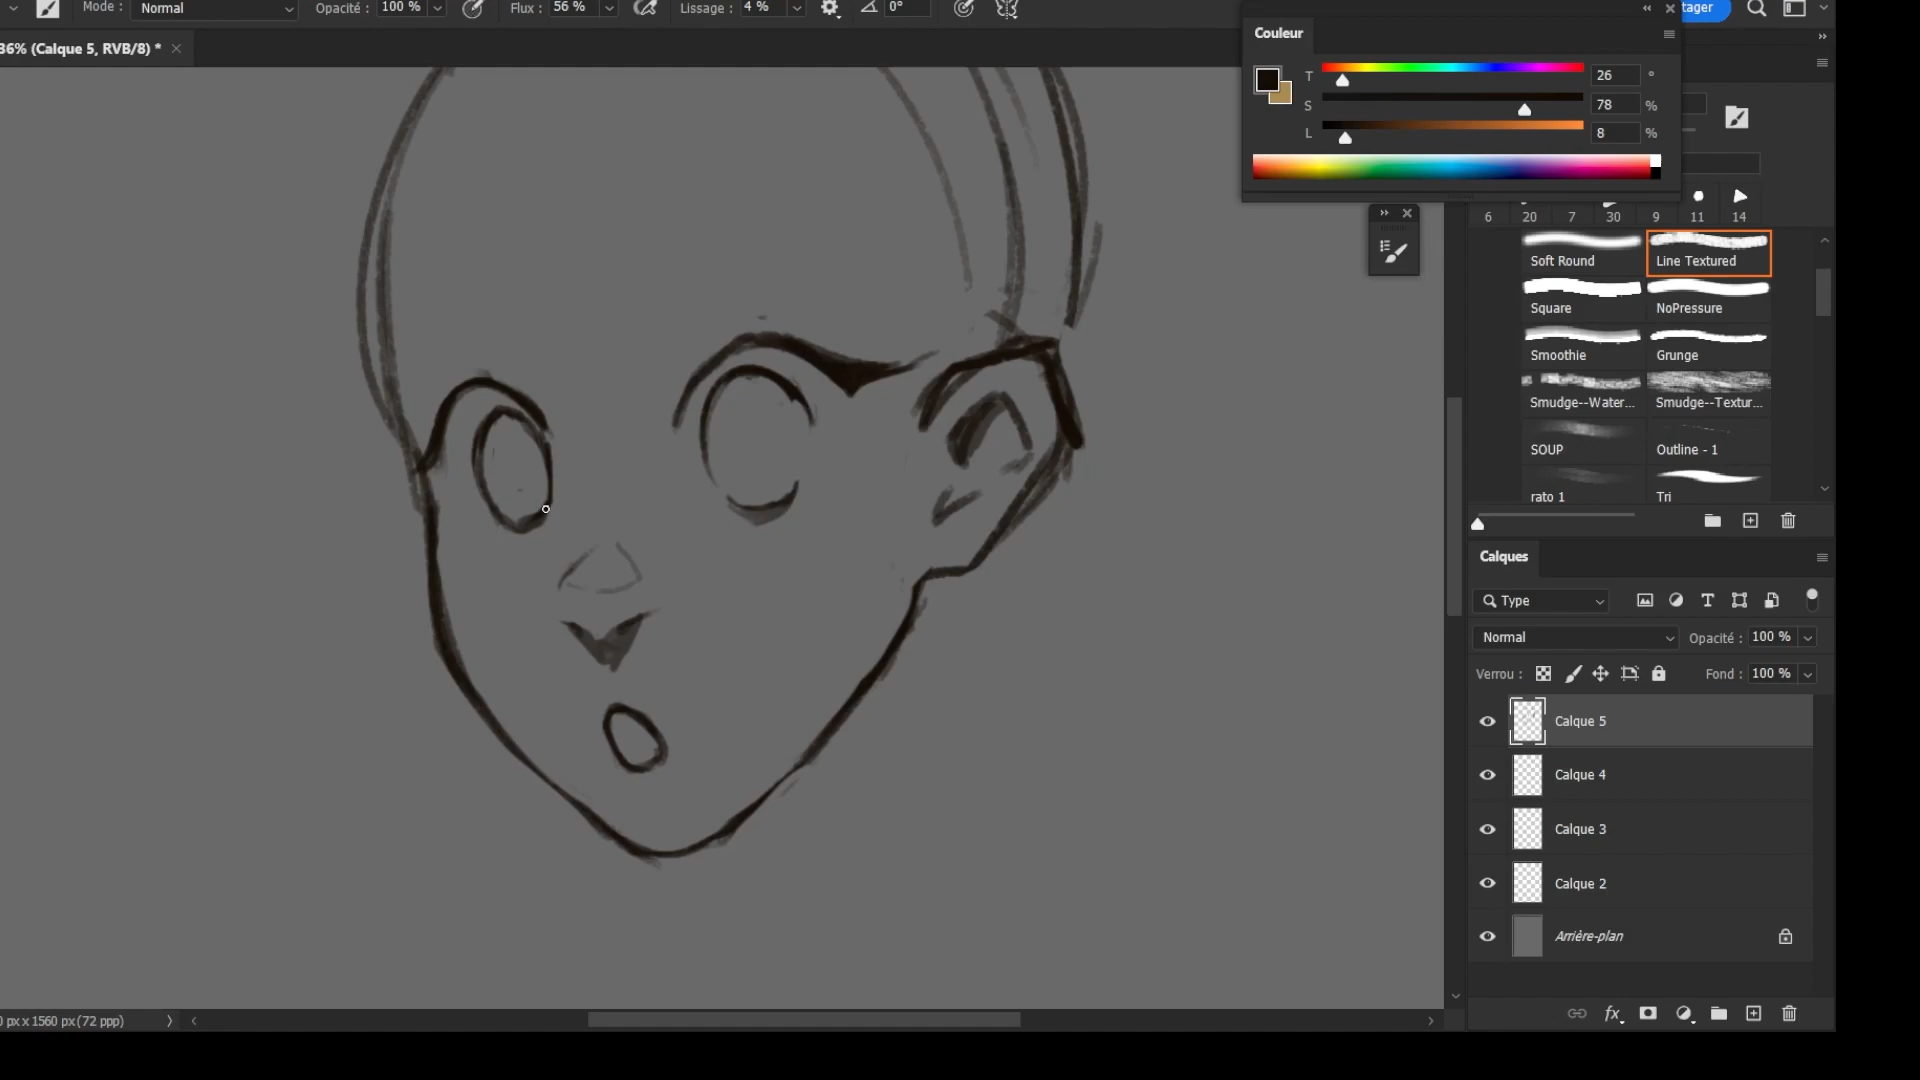 Mode : Normal Opacité : 100 % Flux : 56 % Lissage : 4 % 0° tager
36% (Calque 5, RVB/8) *
Couleur
T 26 °
S 78 %
L 8 %
6 20 7 30 9 11 14
Soft Round Line Textured
Square NoPressure
Smoothie Grunge
Smudge--Water... Smudge--Textur...
SOUP Outline - 1
rato 1 Tri
Calques
Type
Normal Opacité : 100 %
Verrou : Fond : 100 %
Calque 5
Calque 4
Calque 3
Calque 2
Arrière-plan
0 px x 1560 px (72 ppp)